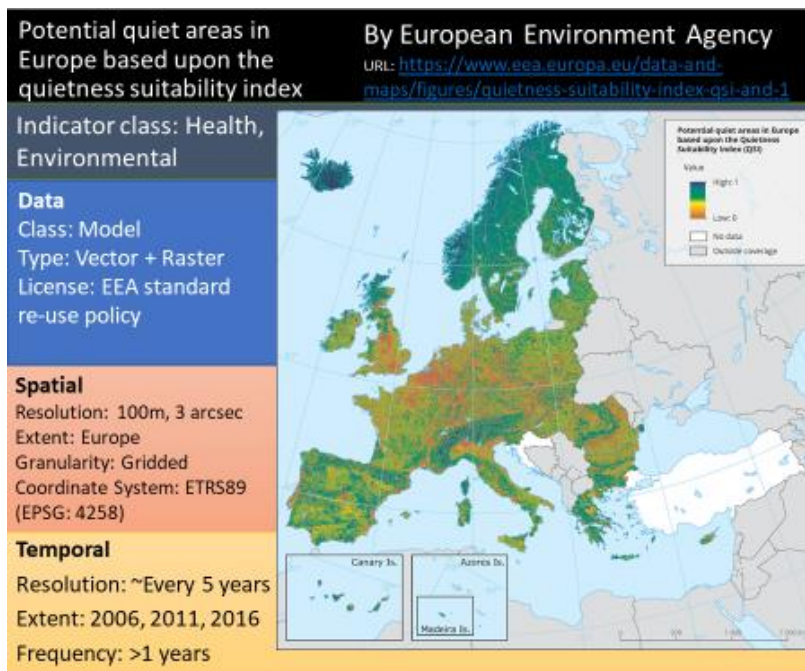 Potential quiet areas in
Europe based upon the
quietness suitability index
By European Environment Agency
URL: https://www.eea.europa.eu/data-and-
maps/figures/quietness-suitability-index-qsi-and-1
Indicator class: Health,
Environmental
Data
Class: Model
Type: Vector + Raster
License: EEA standard
re-use policy
Spatial
Resolution: 100m, 3 arcsec
Extent: Europe
Granularity: Gridded
Coordinate System: ETRS89
(EPSG: 4258)
Temporal
Resolution: ~Every 5 years
Extent: 2006, 2011, 2016
Frequency: >1 years
Potential quiet areas in Europe
based upon the Quietness
Suitability Index (QSI)
Value
High: 1
Low: 0
No data
Outside coverage
Canary Is.
Azores Is.
Madeira Is.